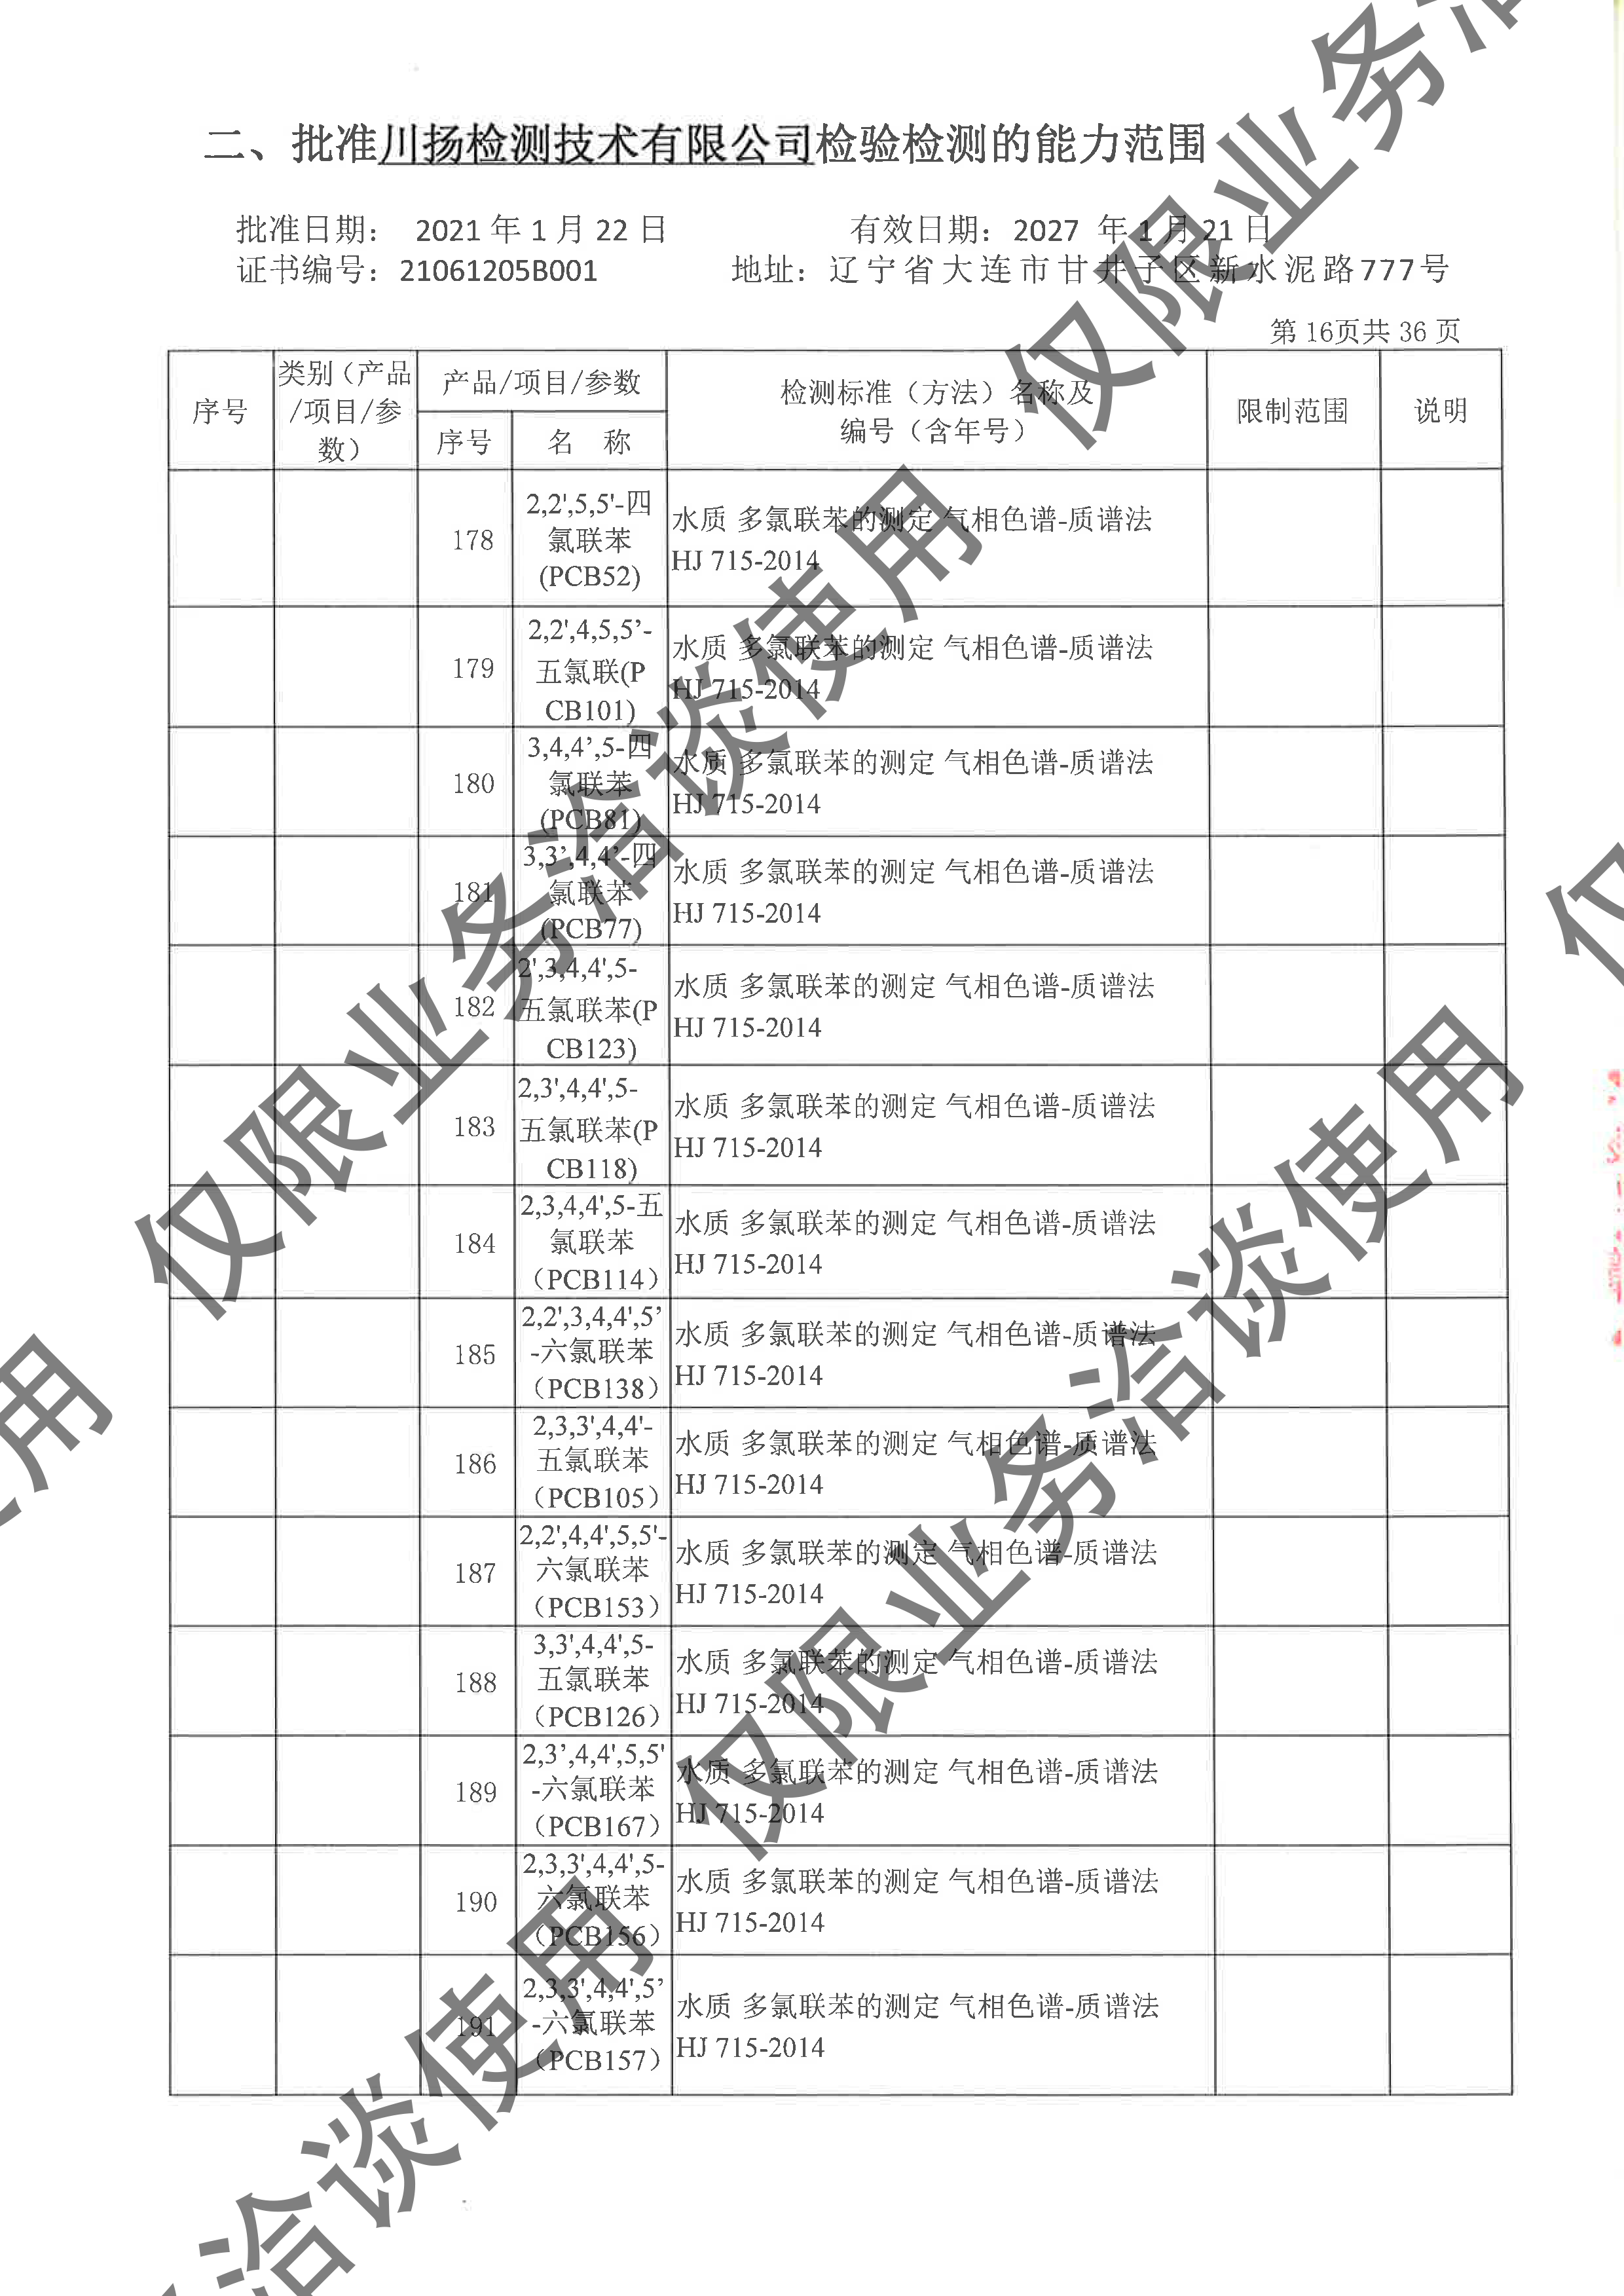 二、批准川扬检测技术有限公司检验检测的能力范围
批准日期： 2021 年 1 月 22 日 有效日期：2027 年 1 月 21 日
证书编号：21061205B001 地址：辽宁省大连市甘井子区新水泥路777号
第 16页共 36 页
序号
类别（产品
/项目/参
数）
产品/项目/参数
序号
名 称
检测标准（方法）名称及
编号（含年号）
限制范围
说明
178
2,2',5,5'-四
氯联苯
(PCB52)
水质 多氯联苯的测定 气相色谱-质谱法
HJ 715-2014
179
2,2',4,5,5’-
五氯联(P
CB101)
水质 多氯联苯的测定 气相色谱-质谱法
HJ 715-2014
180
3,4,4’,5-四
氯联苯
(PCB81)
水质 多氯联苯的测定 气相色谱-质谱法
HJ 715-2014
181
3,3’,4,4’-四
氯联苯
(PCB77)
水质 多氯联苯的测定 气相色谱-质谱法
HJ 715-2014
182
2',3,4,4',5-
五氯联苯(P
CB123)
水质 多氯联苯的测定 气相色谱-质谱法
HJ 715-2014
183
2,3',4,4',5-
五氯联苯(P
CB118)
水质 多氯联苯的测定 气相色谱-质谱法
HJ 715-2014
184
2,3,4,4',5-五
氯联苯
（PCB114）
水质 多氯联苯的测定 气相色谱-质谱法
HJ 715-2014
185
2,2',3,4,4',5’
-六氯联苯
（PCB138）
水质 多氯联苯的测定 气相色谱-质谱法
HJ 715-2014
186
2,3,3',4,4'-
五氯联苯
（PCB105）
水质 多氯联苯的测定 气相色谱-质谱法
HJ 715-2014
187
2,2',4,4',5,5'-
六氯联苯
（PCB153）
水质 多氯联苯的测定 气相色谱-质谱法
HJ 715-2014
188
3,3',4,4',5-
五氯联苯
（PCB126）
水质 多氯联苯的测定 气相色谱-质谱法
HJ 715-2014
189
2,3’,4,4',5,5'
-六氯联苯
（PCB167）
水质 多氯联苯的测定 气相色谱-质谱法
HJ 715-2014
190
2,3,3',4,4',5-
六氯联苯
（PCB156）
水质 多氯联苯的测定 气相色谱-质谱法
HJ 715-2014
191
2,3,3',4,4',5’
-六氯联苯
（PCB157）
水质 多氯联苯的测定 气相色谱-质谱法
HJ 715-2014
仅限业务洽
仅限业务洽谈使用
仅
仅限业务洽谈使用
使用
务洽谈使用